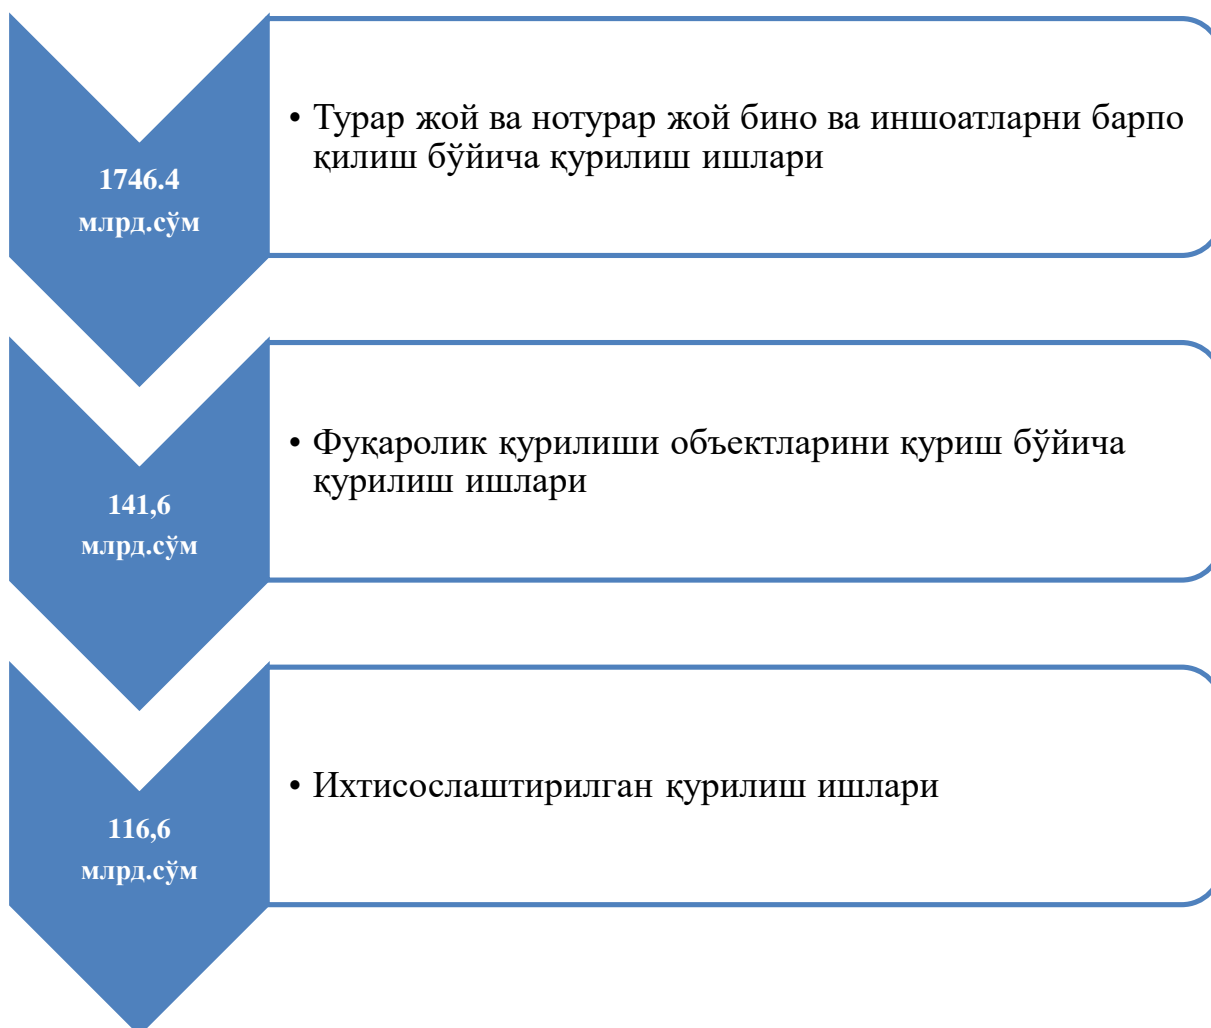 1746.4
млрд.сўм
• Турар жой ва нотурар жой бино ва иншоатларни барпо
қилиш бўйича қурилиш ишлари
141,6
млрд.сўм
• Фуқаролик қурилиши объектларини қуриш бўйича
қурилиш ишлари
116,6
млрд.сўм
• Ихтисослаштирилган қурилиш ишлари